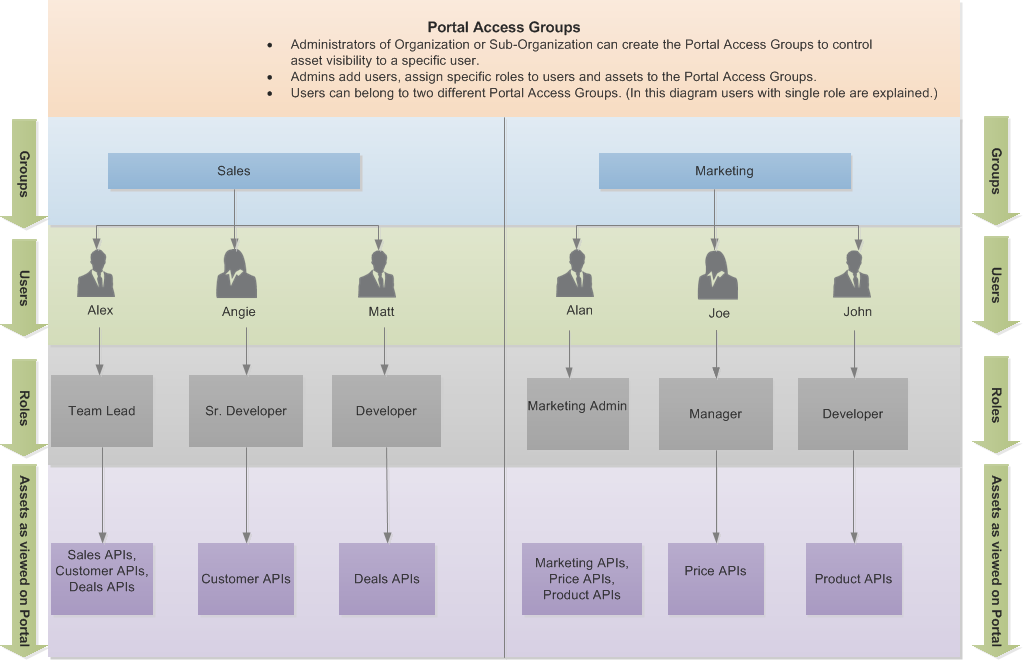 Portal Access Groups
• Administrators of Organization or Sub-Organization can create the Portal Access Groups to control
asset visibility to a specific user.
• Admins add users, assign specific roles to users and assets to the Portal Access Groups.
• Users can belong to two different Portal Access Groups. (In this diagram users with single role are explained.)
Groups
Sales
Marketing
Groups
Users
Alex
Angie
Matt
Alan
Joe
John
Users
Roles
Team Lead
Sr. Developer
Developer
Marketing Admin
Manager
Developer
Roles
Assets as viewed on Portal
Sales APIs,
Customer APIs,
Deals APIs
Customer APIs
Deals APIs
Marketing APIs,
Price APIs,
Product APIs
Price APIs
Product APIs
Assets as viewed on Portal